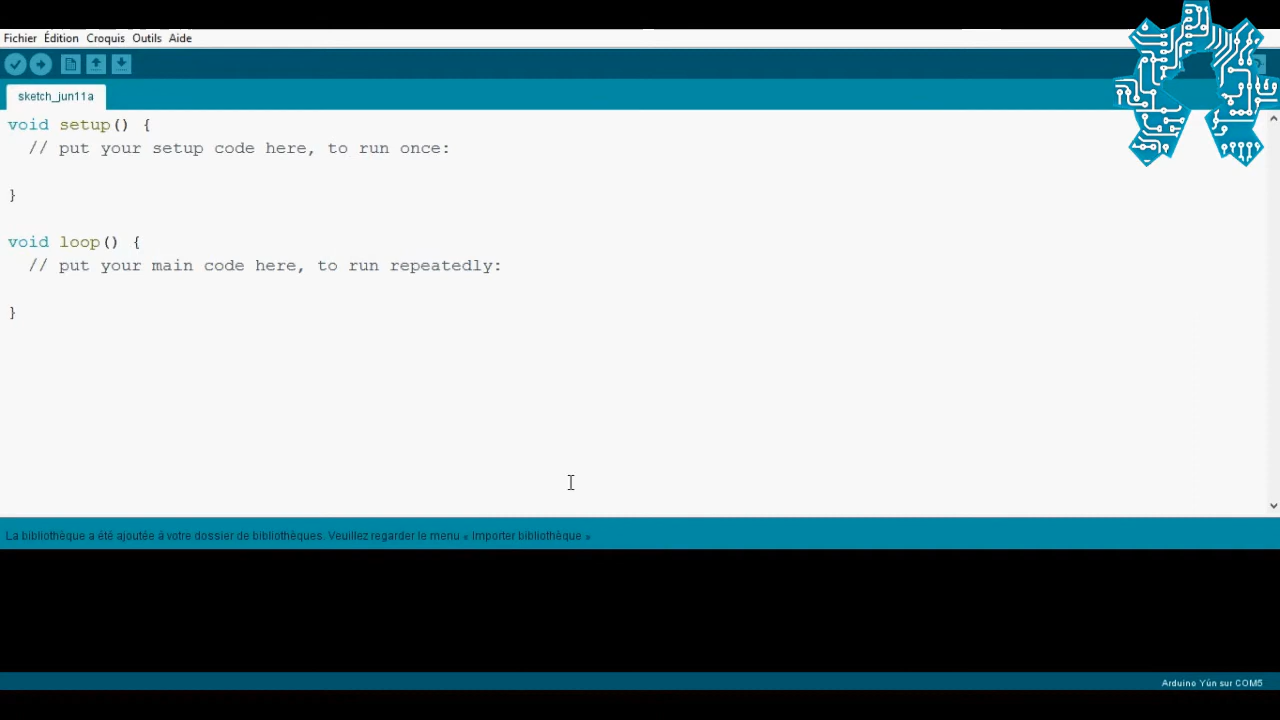 Fichier Édition Croquis Outils Aide
sketch_jun11a
void setup() {
// put your setup code here, to run once:
}
void loop() {
// put your main code here, to run repeatedly:
}
La bibliothèque a été ajoutée à votre dossier de bibliothèques. Veuillez regarder le menu « Importer bibliothèque »
Arduino Yún sur COM5